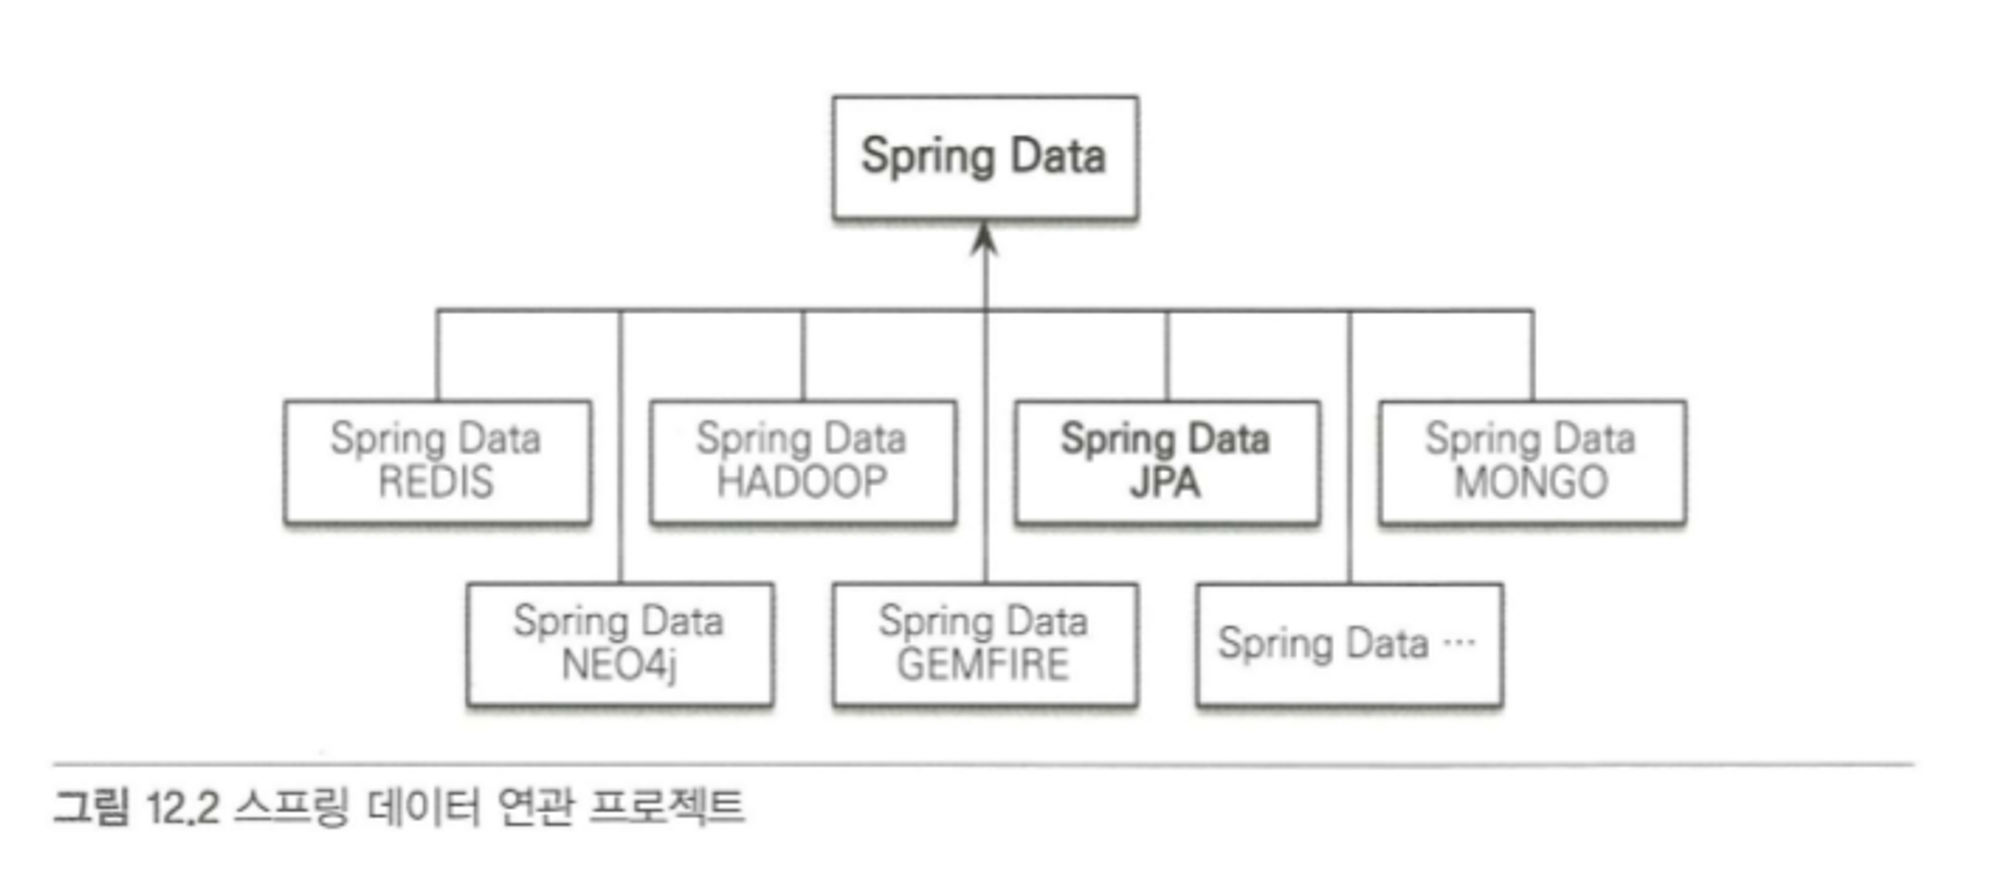 Spring Data
Spring Data
REDIS
Spring Data
HADOOP
Spring Data
JPA
Spring Data
MONGO
Spring Data
NEO4j
Spring Data
GEMFIRE
Spring Data ···
그림 12.2 스프링 데이터 연관 프로젝트